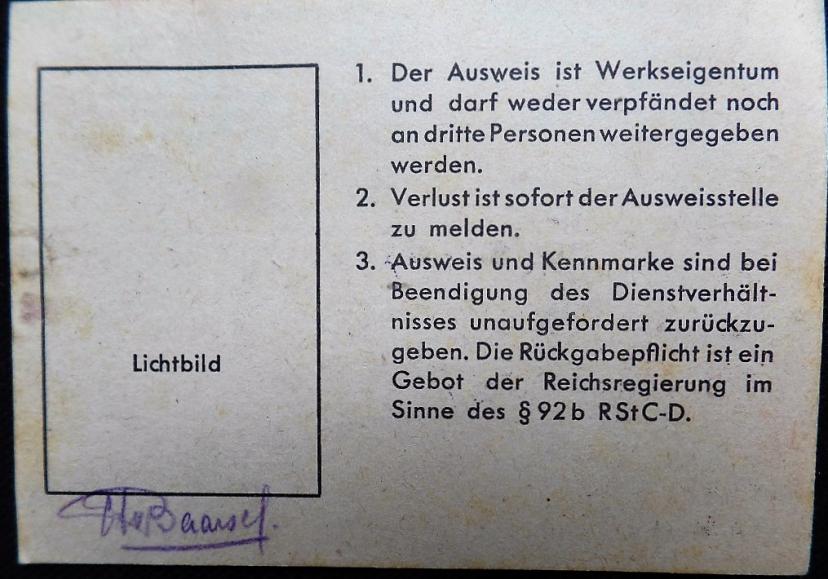 Lichtbild
1. Der Ausweis ist Werkseigentum
und darf weder verpfändet noch
an dritte Personen weitergegeben
werden.
2. Verlust ist sofort der Ausweisstelle
zu melden.
3. Ausweis und Kennmarke sind bei
Beendigung des Dienstverhält-
nisses unaufgefordert zurückzu-
geben. Die Rückgabepflicht ist ein
Gebot der Reichsregierung im
Sinne des § 92b RStC-D.